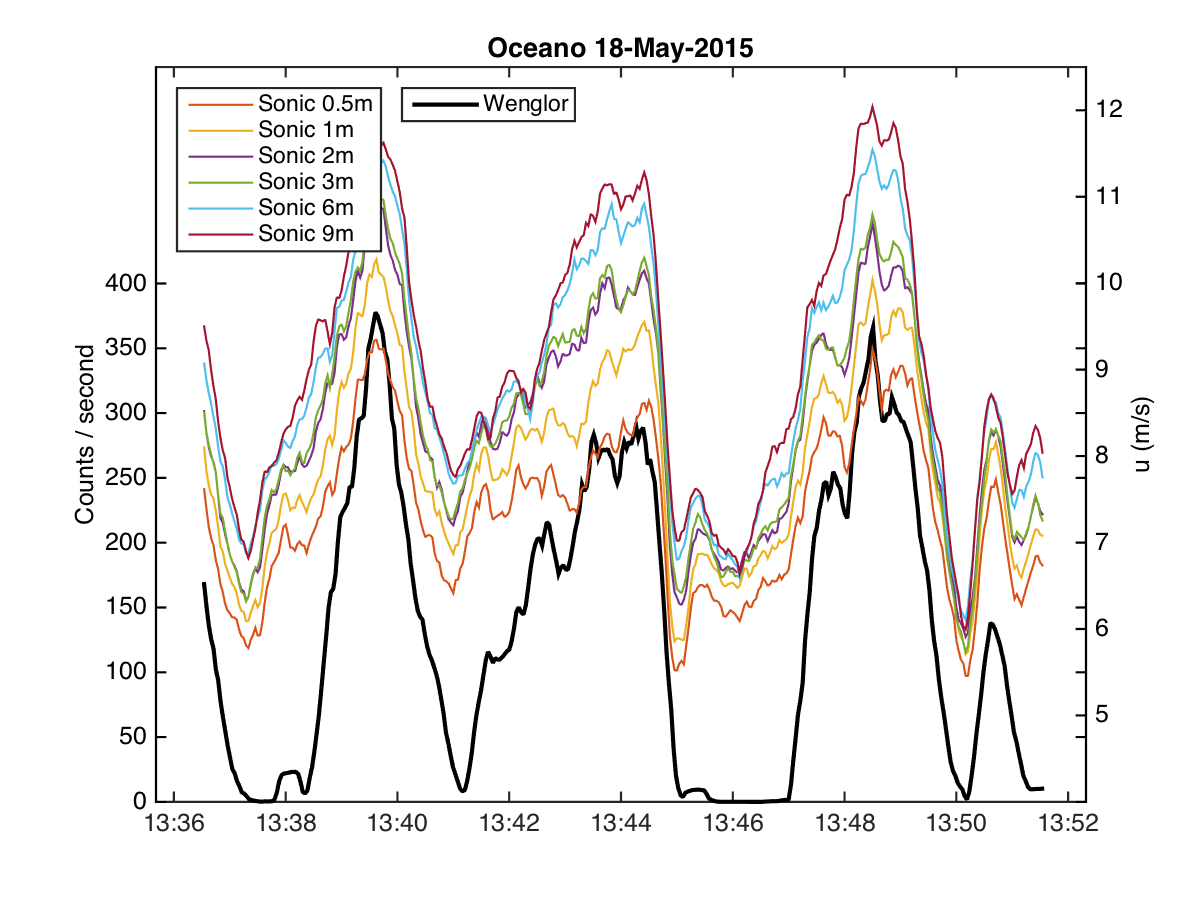 Oceano 18-May-2015
Sonic 0.5m
Sonic 1m
Sonic 2m
Sonic 3m
Sonic 6m
Sonic 9m
Wenglor
Counts / second
400
350
300
250
200
150
100
50
0
12
11
10
9
8
7
6
5
u (m/s)
13:36 13:38 13:40 13:42 13:44 13:46 13:48 13:50 13:52